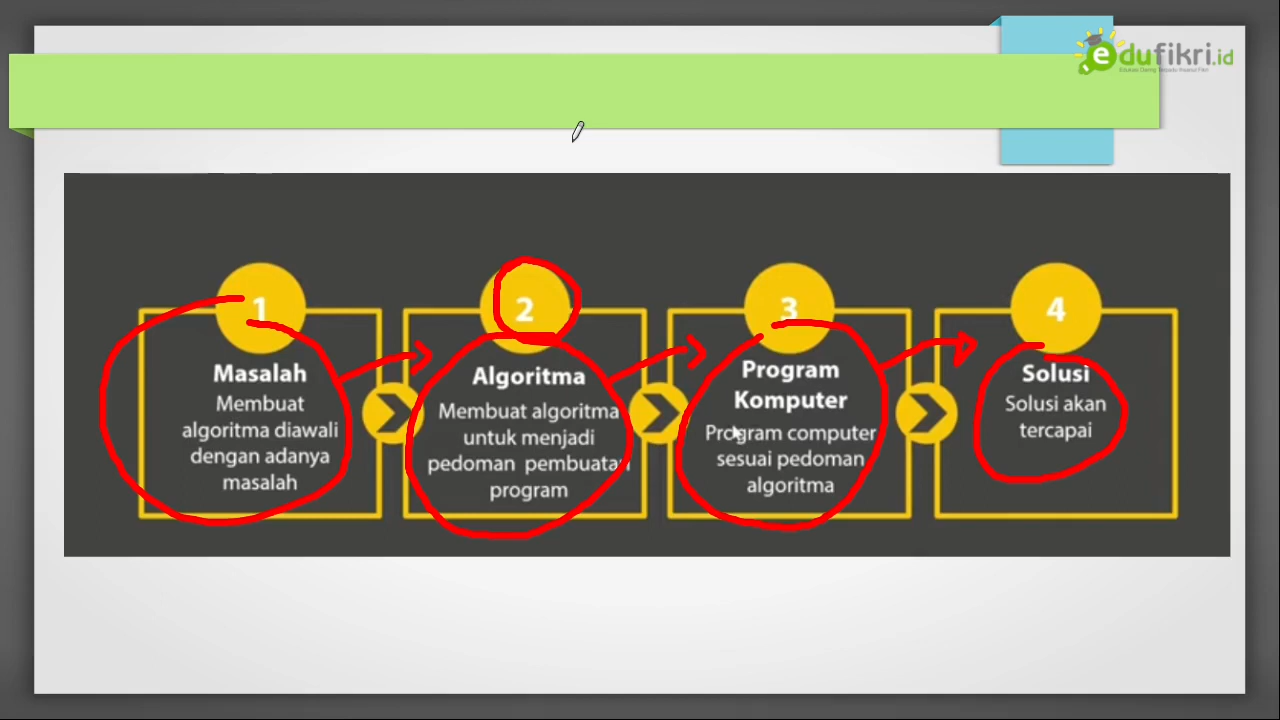 edufikri.id
1
Masalah
Membuat
algoritma diawali
dengan adanya
masalah
2
Algoritma
Membuat algoritma
untuk menjadi
pedoman pembuatan
program
3
Program
Komputer
Program computer
sesuai pedoman
algoritma
4
Solusi
Solusi akan
tercapai